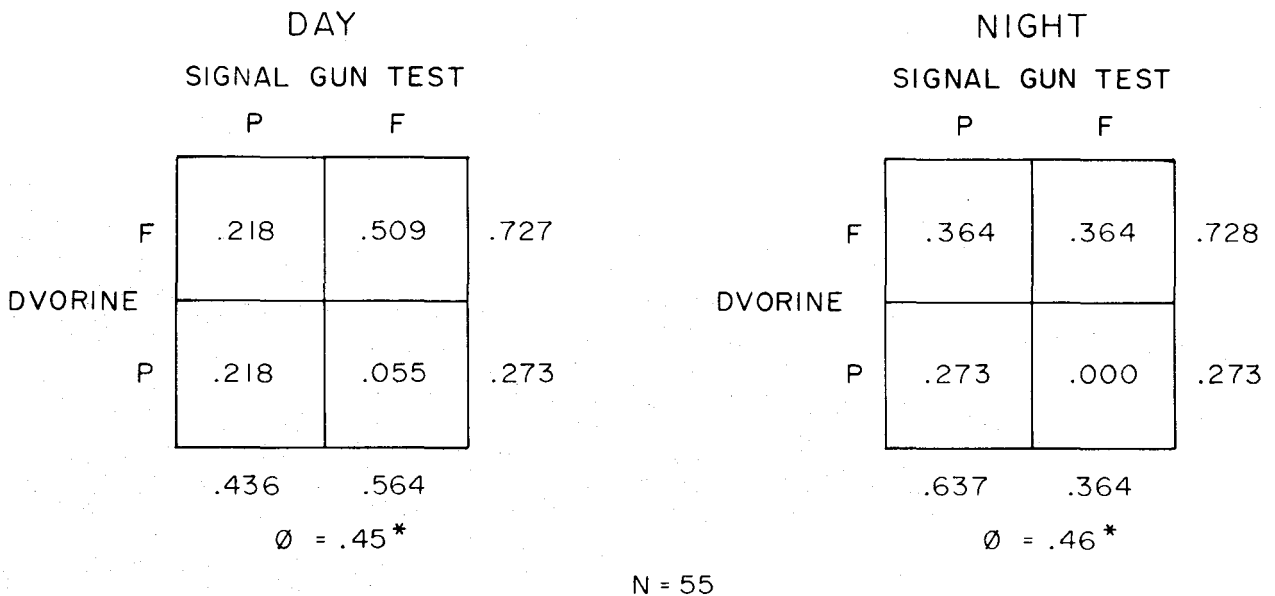 DAY
SIGNAL GUN TEST
P F
F .218 .509 .727
DVORINE
P .218 .055 .273
.436 .564
Ø = .45*
NIGHT
SIGNAL GUN TEST
P F
F .364 .364 .728
DVORINE
P .273 .000 .273
.637 .364
Ø = .46*
N = 55